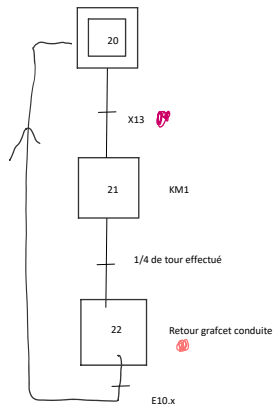 20
X13
21
KM1
1/4 de tour effectué
22
Retour grafcet conduite
E10.x